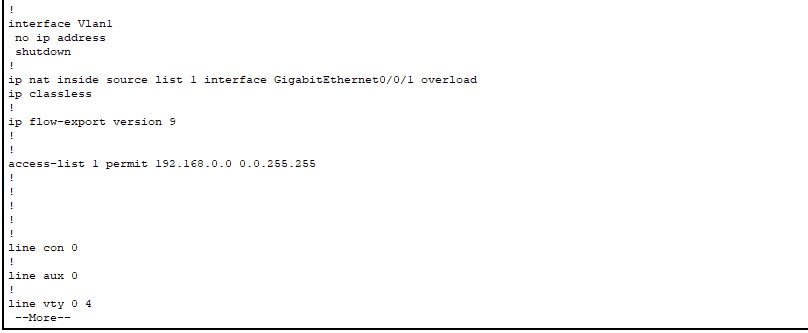 !
interface Vlan1
 no ip address
 shutdown
!
ip nat inside source list 1 interface GigabitEthernet0/0/1 overload
ip classless
!
ip flow-export version 9
!
!
access-list 1 permit 192.168.0.0 0.0.255.255
!
!
!
!
!
line con 0
!
line aux 0
!
line vty 0 4
 --More--